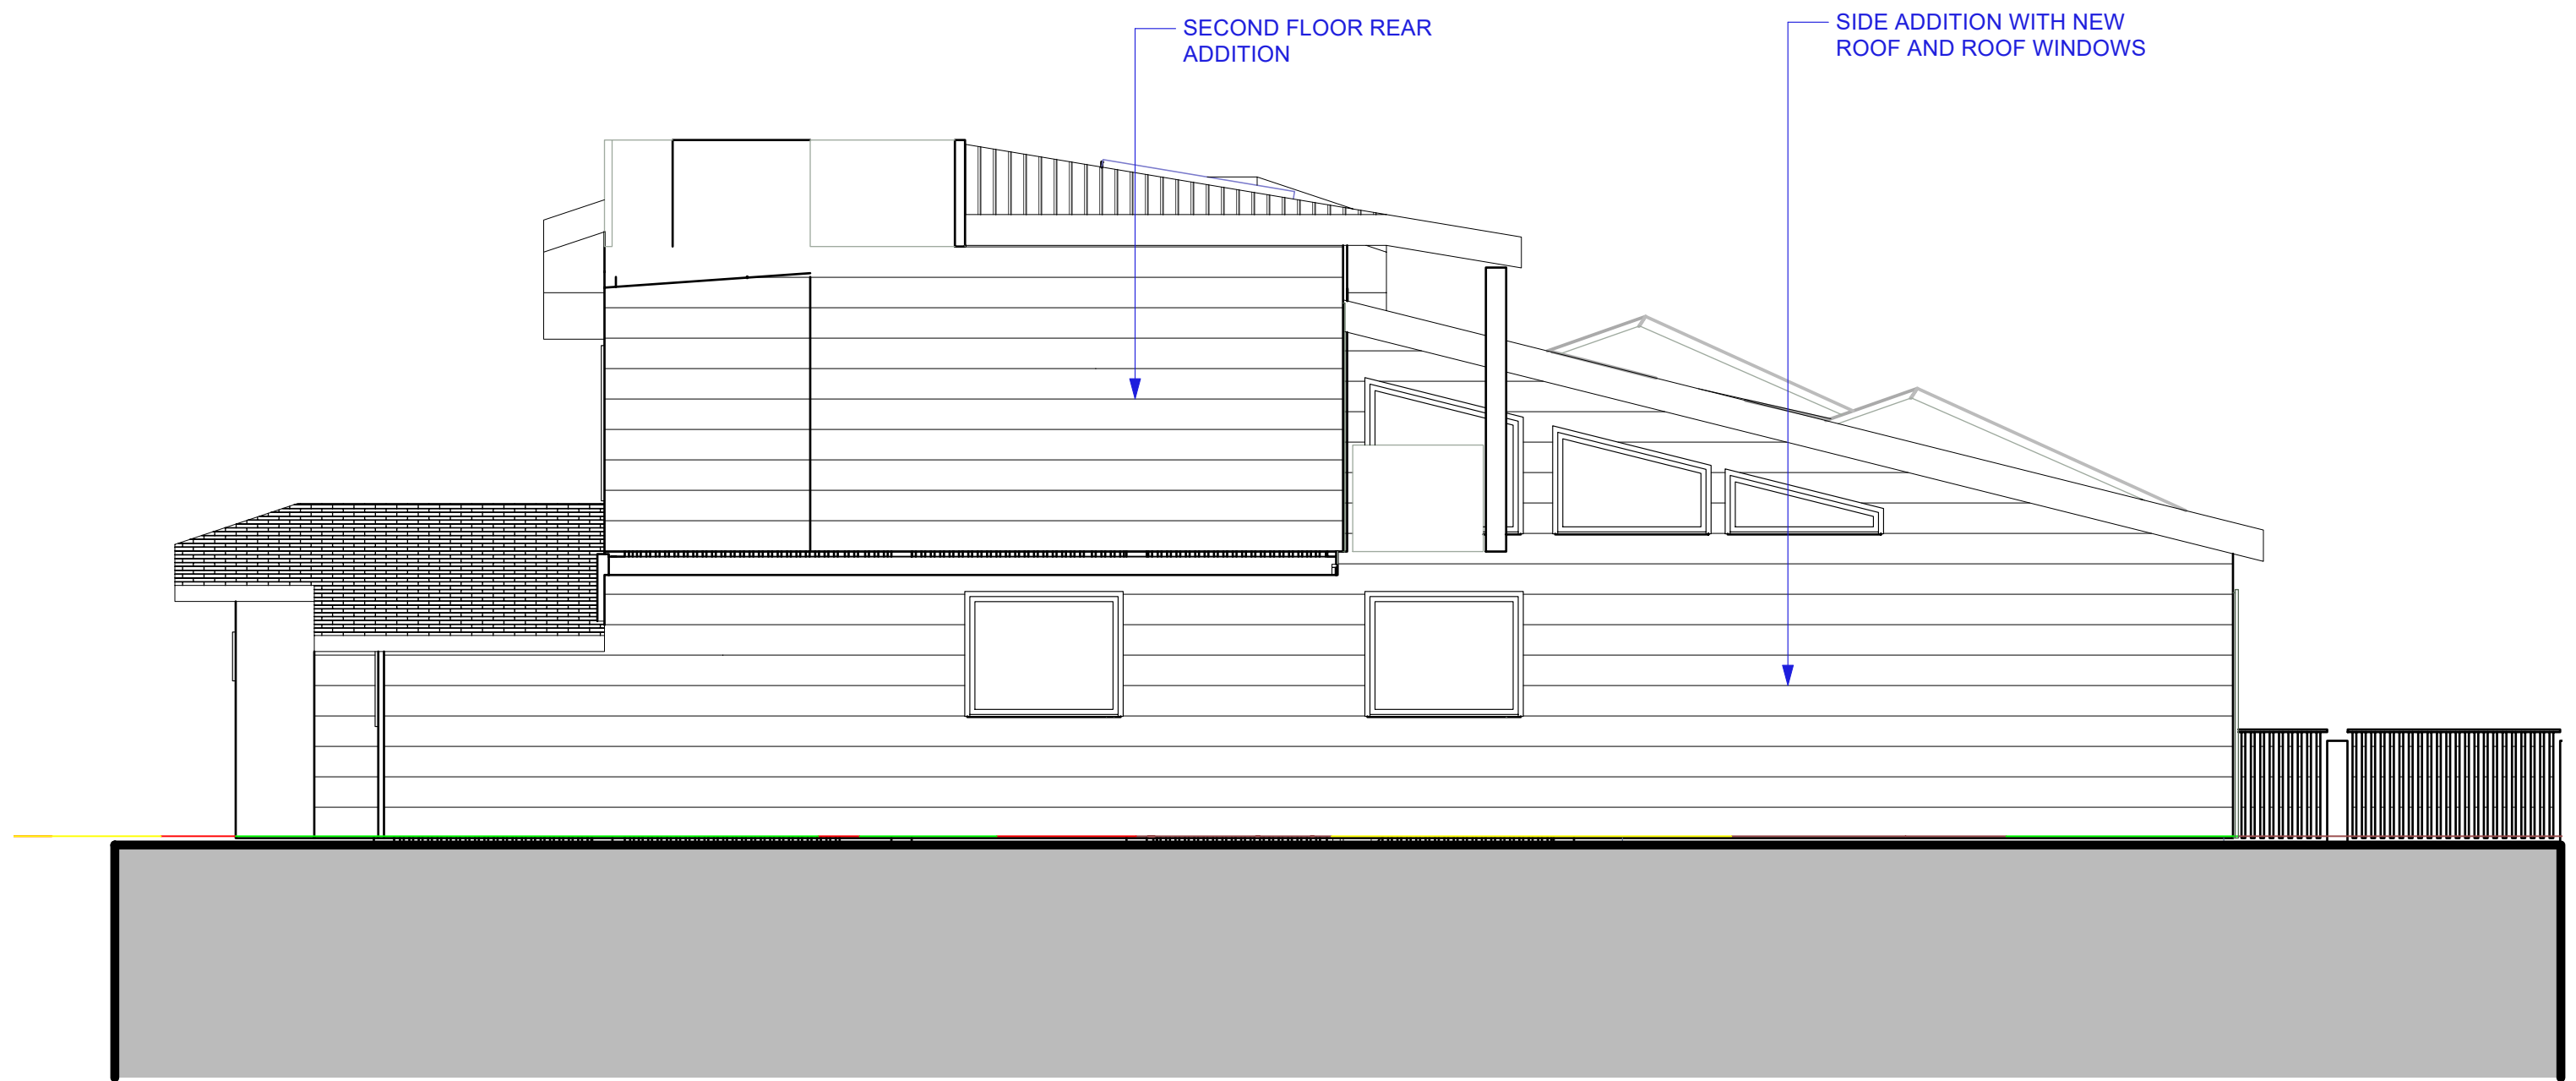 SECOND FLOOR REAR
ADDITION
SIDE ADDITION WITH NEW
ROOF AND ROOF WINDOWS